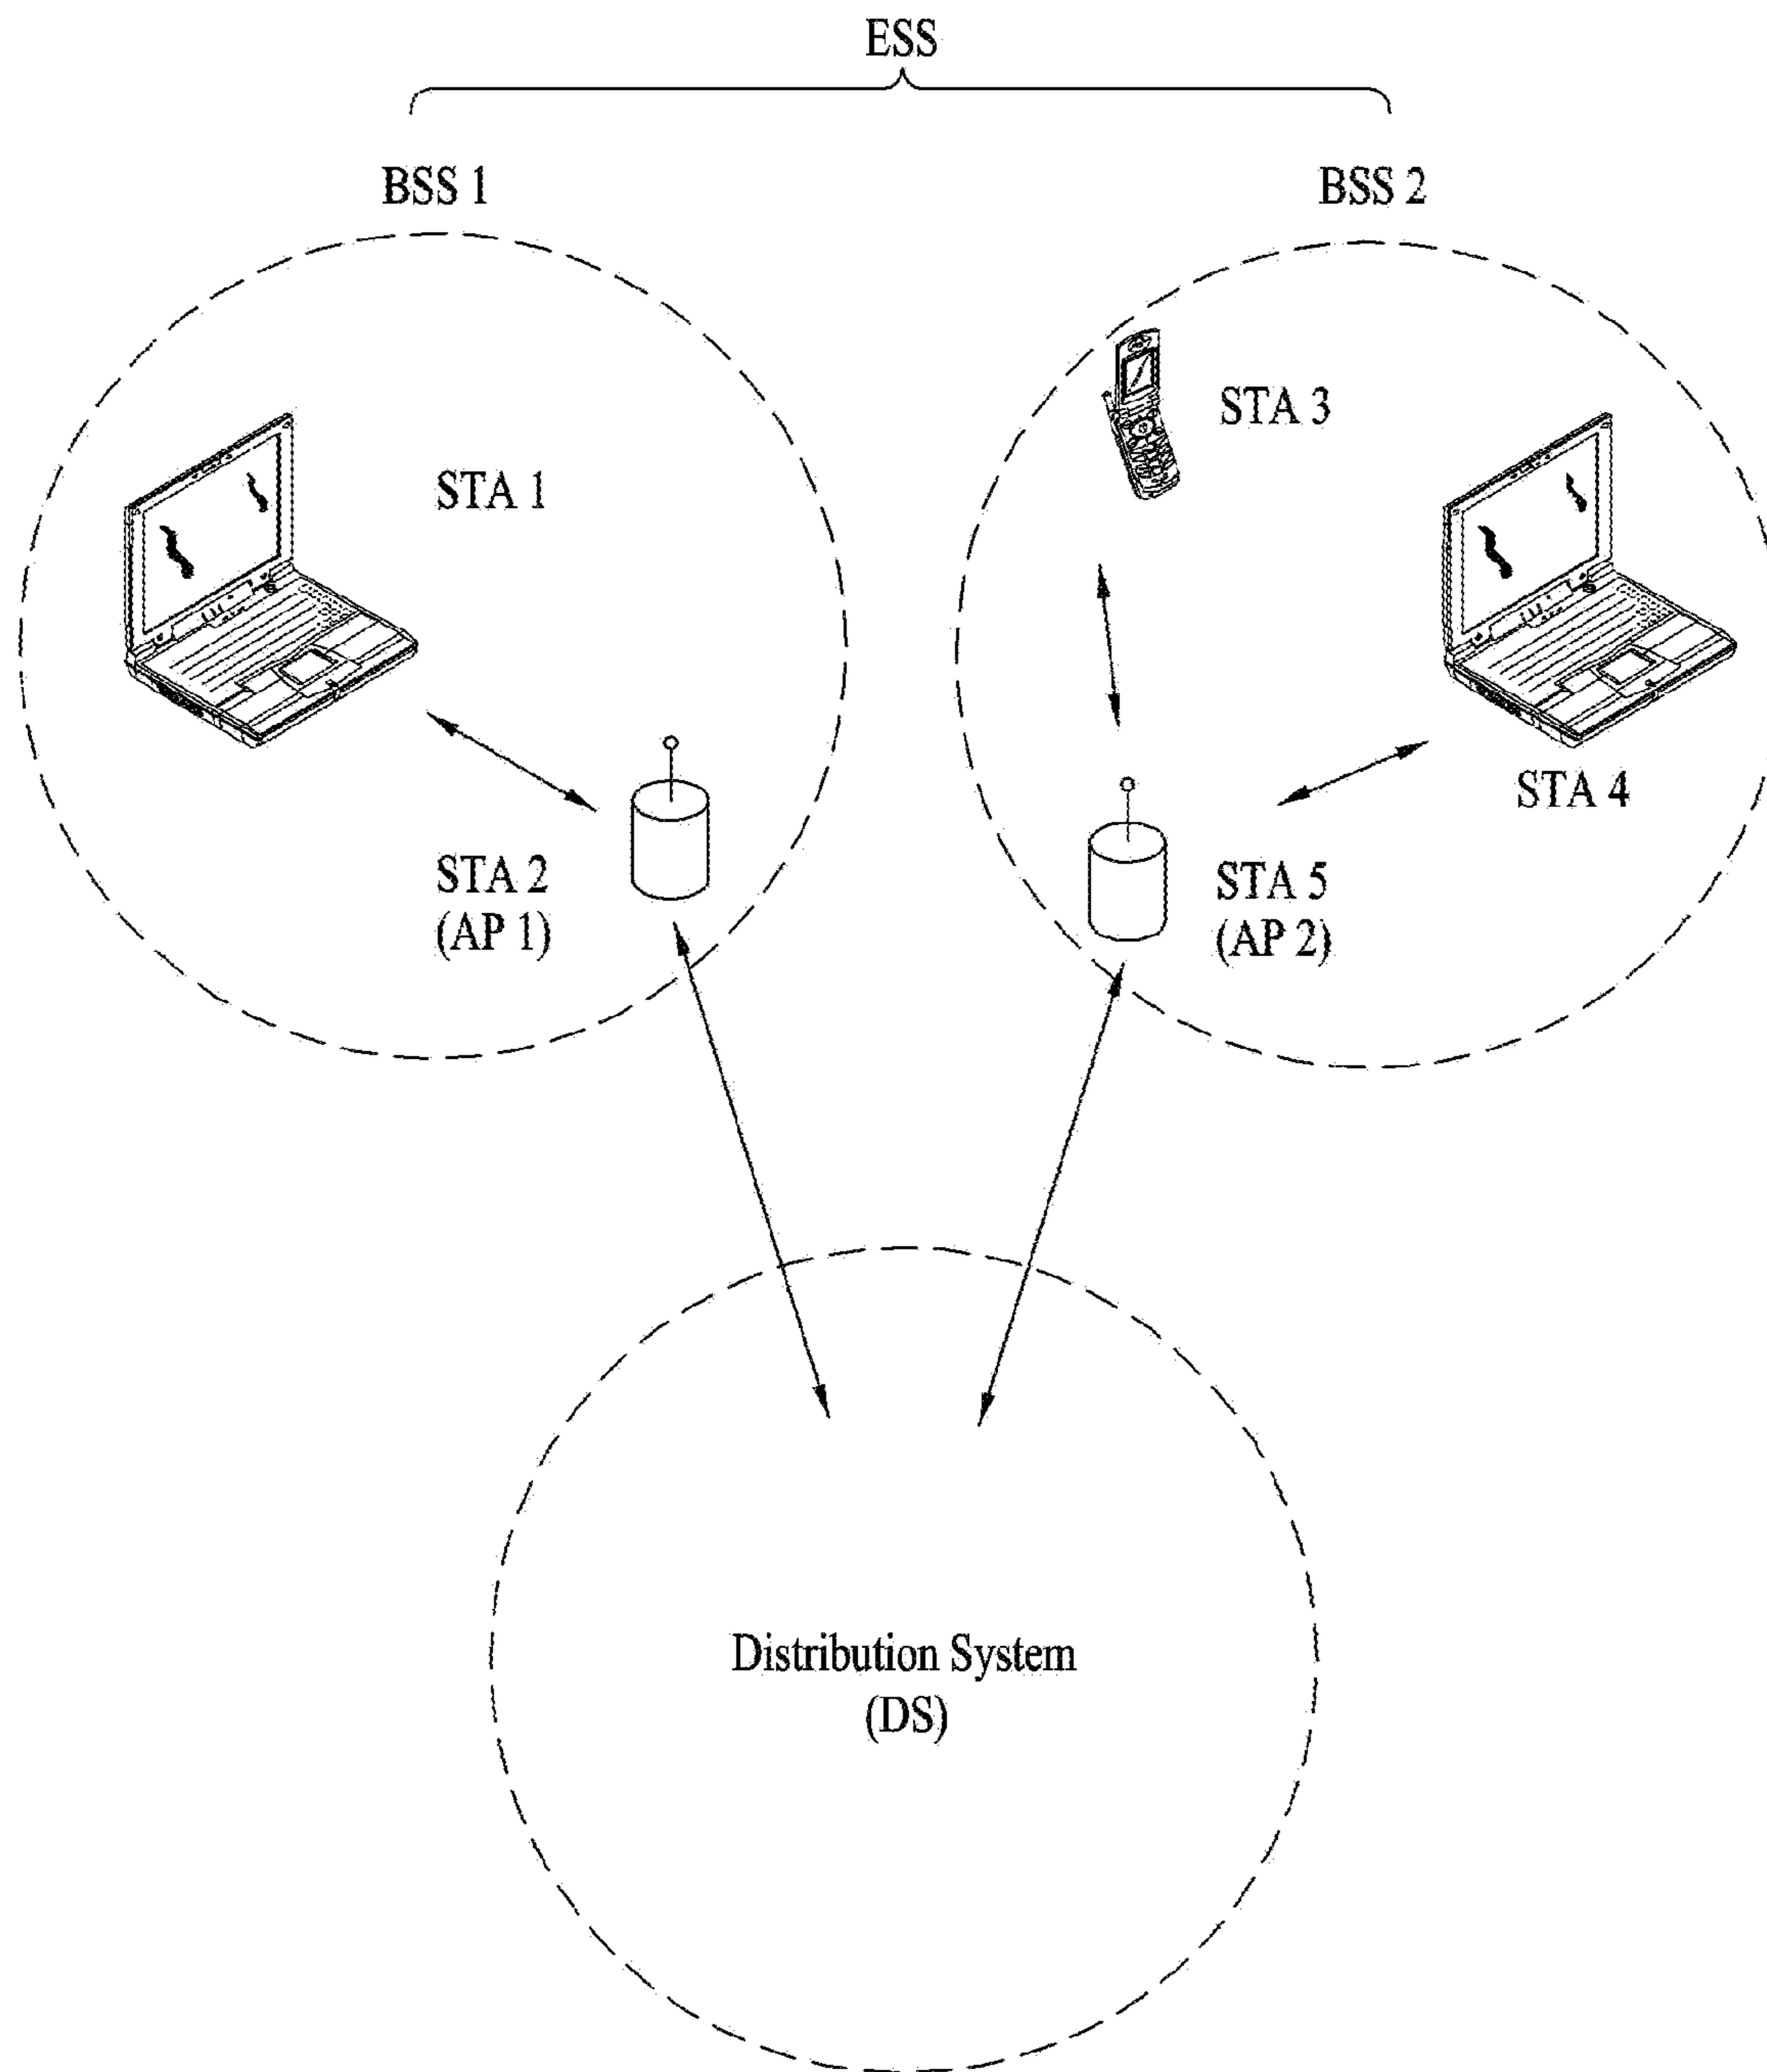 ESS
BSS 1
BSS 2
STA 3
STA 1
STA 4
STA 2
(AP 1)
STA 5
(AP 2)
Distribution System
(DS)